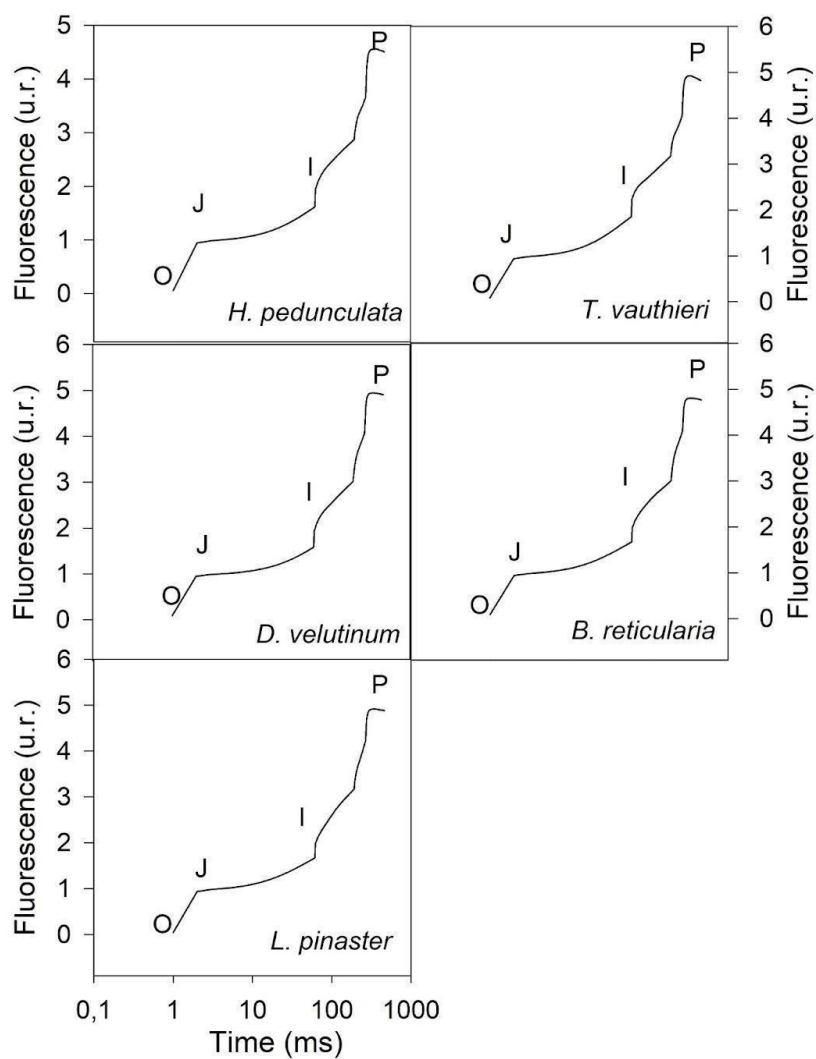 Fluorescence (u.r.)
5
4
3
2
1
0
O
J
I
P
H. pedunculata
O
J
I
P
T. vauthieri
6
5
4
3
2
1
0
Fluorescence (u.r.)
Fluorescence (u.r.)
6
5
4
3
2
1
0
O
J
I
P
D. velutinum
O
J
I
P
B. reticularia
6
5
4
3
2
1
0
Fluorescence (u.r.)
Fluorescence (u.r.)
6
5
4
3
2
1
0
O
J
I
P
L. pinaster
0,1 1 10 100 1000
Time (ms)